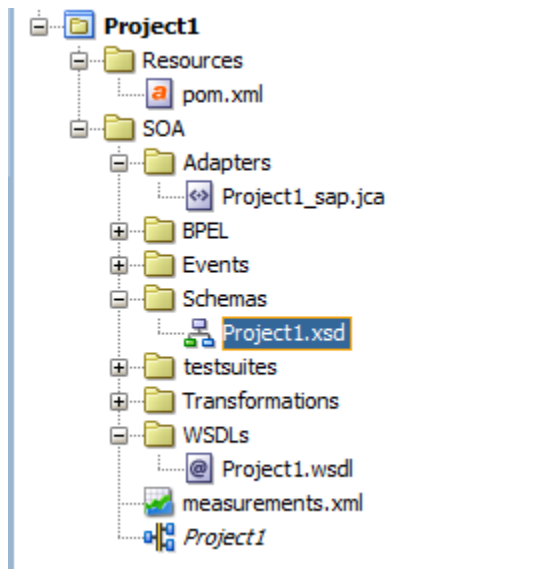 Project1
Resources
pom.xml
SOA
Adapters
Project1_sap.jca
BPEL
Events
Schemas
Project1.xsd
testsuites
Transformations
WSDLs
Project1.wsdl
measurements.xml
Project1